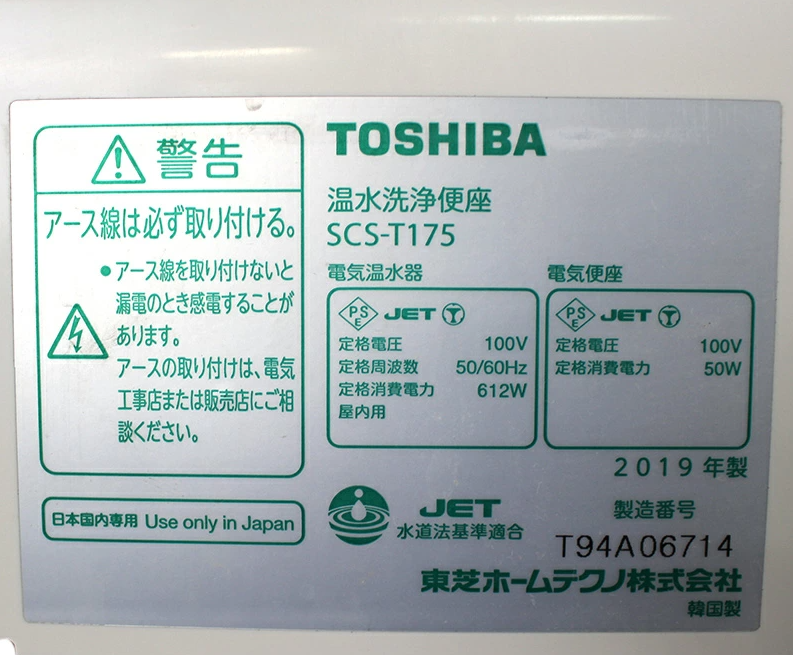 警告
アース線は必ず取り付ける。
●アース線を取り付けないと
漏電のとき感電することが
あります。
アースの取り付けは、電気
工事店または販売店にご相
談ください。
日本国内専用 Use only in Japan
TOSHIBA
温水洗浄便座
SCS-T175
電気温水器
PSE JET T
定格電圧 100V
定格周波数 50/60Hz
定格消費電力 612W
屋内用
電気便座
PSE JET T
定格電圧 100V
定格消費電力 50W
2019年製
JET
水道法基準適合
製造番号
T94A06714
東芝ホームテクノ株式会社
韓国製